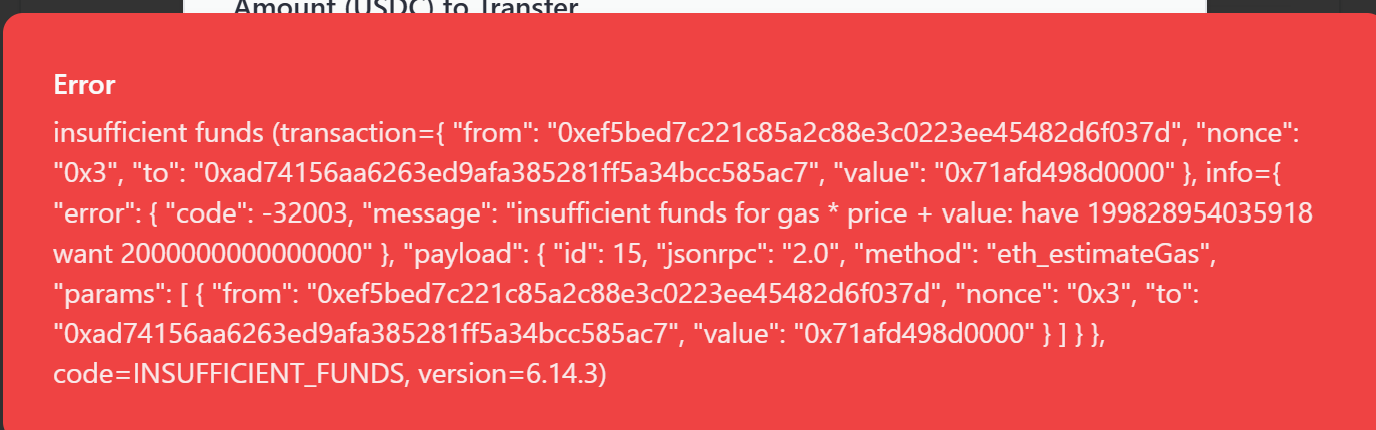 Amount (USDC) to Transfer
Error
insufficient funds (transaction={ "from": "0xef5bed7c221c85a2c88e3c0223ee45482d6f037d", "nonce":
"0x3", "to": "0xad74156aa6263ed9afa385281ff5a34bcc585ac7", "value": "0x71afd498d0000" }, info={
"error": { "code": -32003, "message": "insufficient funds for gas * price + value: have 199828954035918
want 2000000000000000" }, "payload": { "id": 15, "jsonrpc": "2.0", "method": "eth_estimateGas",
"params": [ { "from": "0xef5bed7c221c85a2c88e3c0223ee45482d6f037d", "nonce": "0x3", "to":
"0xad74156aa6263ed9afa385281ff5a34bcc585ac7", "value": "0x71afd498d0000" } ] } },
code=INSUFFICIENT_FUNDS, version=6.14.3)